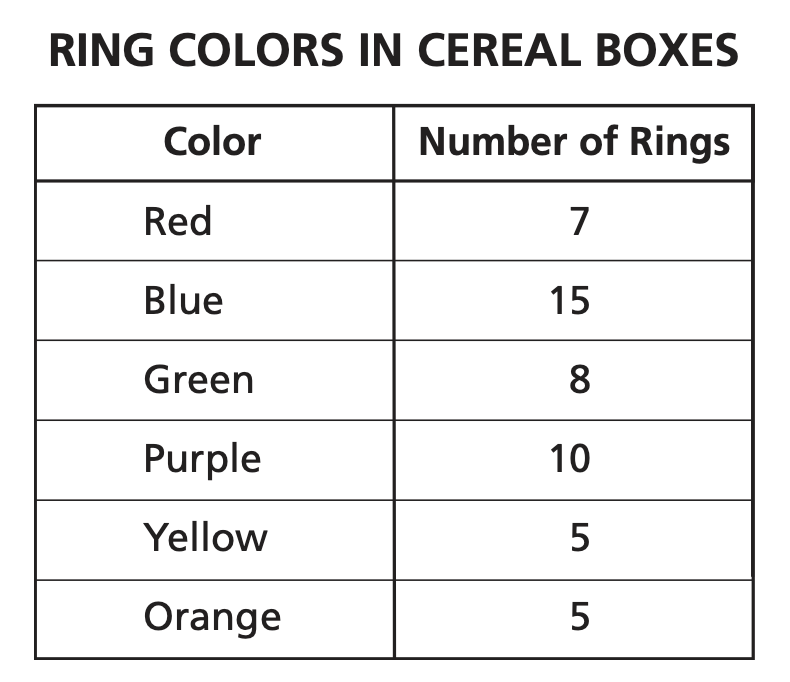 RING COLORS IN CEREAL BOXES
Color Number of Rings
Red 7
Blue 15
Green 8
Purple 10
Yellow 5
Orange 5